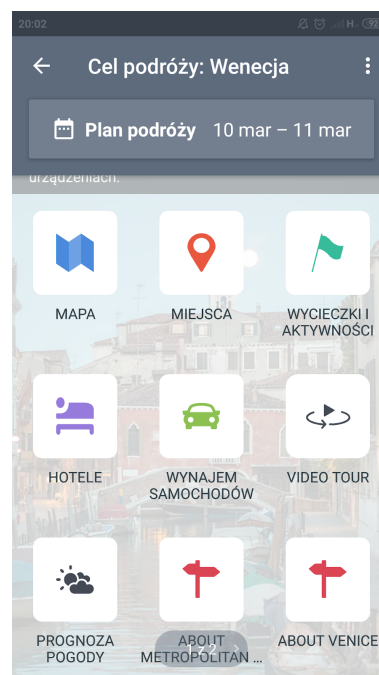 20:02
H
92
Cel podróży: Wenecja
Plan podróży 10 mar – 11 mar
urządzeniach.
MAPA
MIEJSCA
WYCIECZKI I
AKTYWNOŚCI
HOTELE
WYNAJEM
SAMOCHODÓW
VIDEO TOUR
PROGNOZA
POGODY
ABOUT
METROPOLITAN ...
ABOUT VENICE
1 z 2